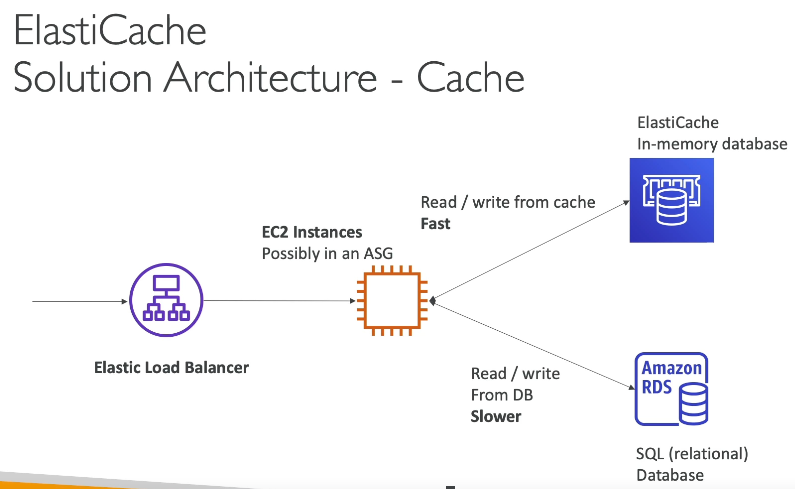 ElastiCache
Solution Architecture - Cache
ElastiCache
In-memory database
Read / write from cache
Fast
EC2 Instances
Possibly in an ASG
Elastic Load Balancer
Read / write
From DB
Slower
Amazon
RDS
SQL (relational)
Database